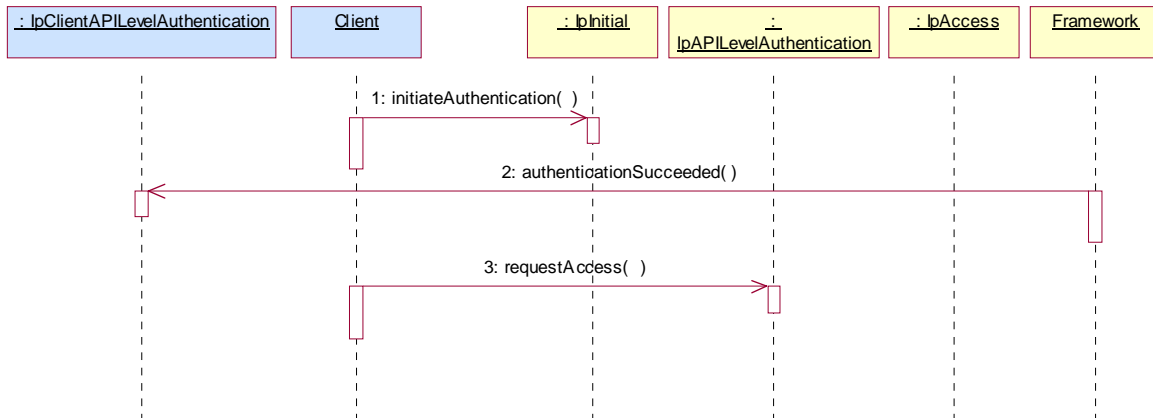 : IpClientAPILevelAuthentication
Client
: IpInitial
:
IpAPILevelAuthentication
: IpAccess
Framework
1: initiateAuthentication( )
2: authenticationSucceeded( )
3: requestAccess( )